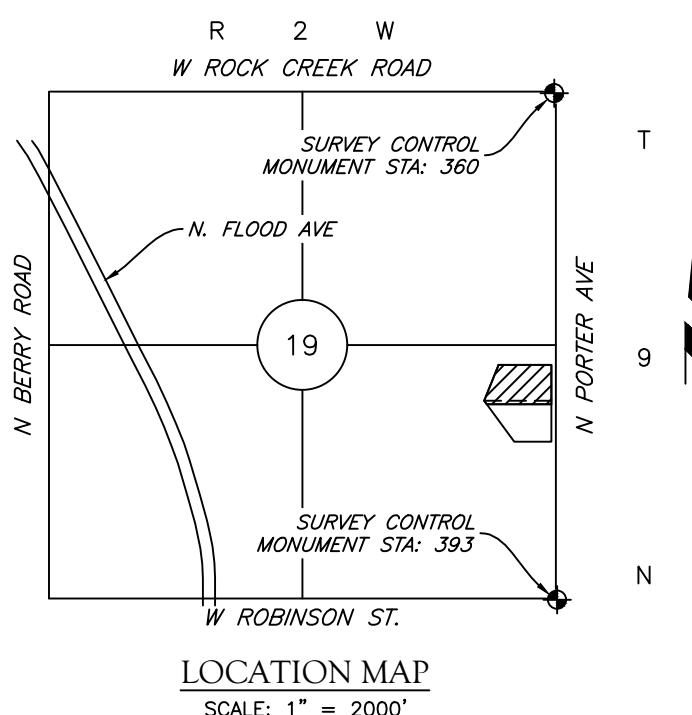 R 2 W
W ROCK CREEK ROAD
SURVEY CONTROL
MONUMENT STA: 360
T
N. FLOOD AVE
N BERRY ROAD
N PORTER AVE
19
9
SURVEY CONTROL
MONUMENT STA: 393
N
W ROBINSON ST.
LOCATION MAP
SCALE: 1" = 2000'